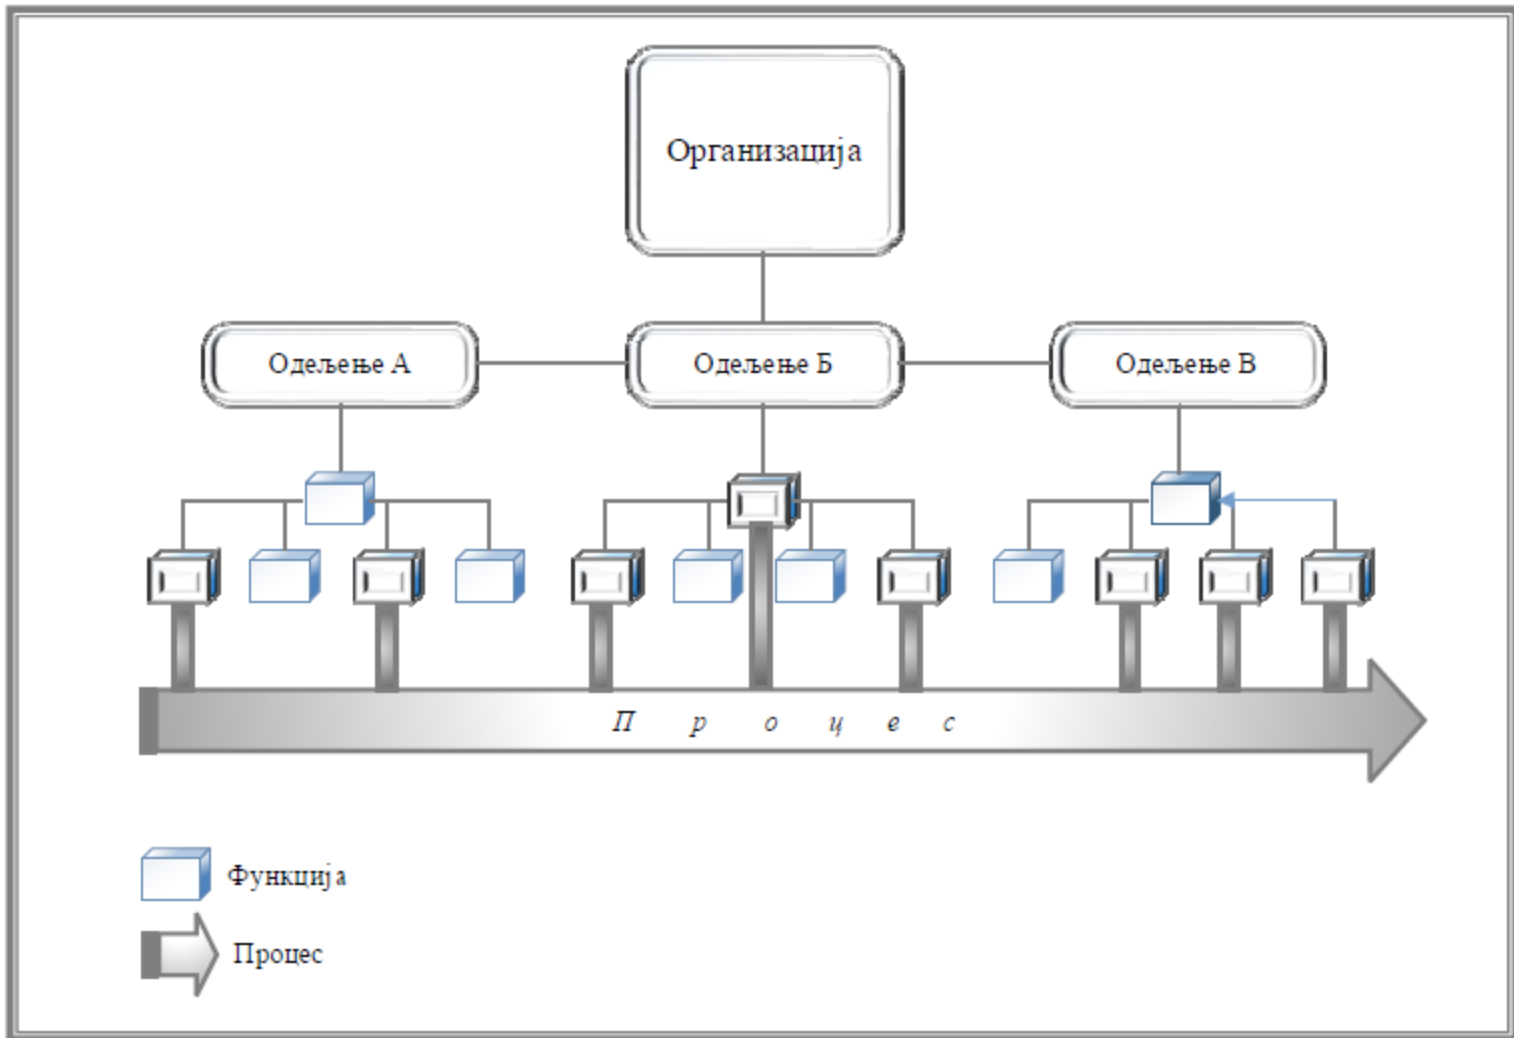 Организација
Одељење А
Одељење Б
Одељење В
П р о ц е с
Функција
Процес